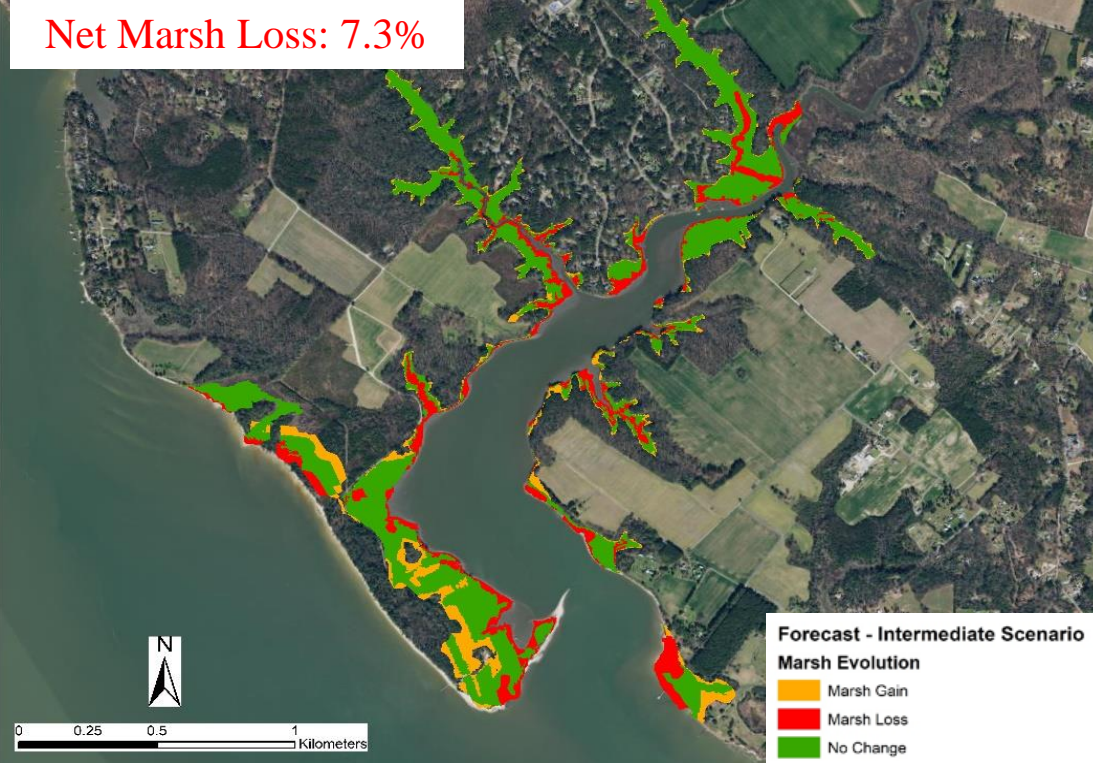 Net Marsh Loss: 7.3%
N
0 0.25 0.5 1
Kilometers
Forecast - Intermediate Scenario
Marsh Evolution
Marsh Gain
Marsh Loss
No Change